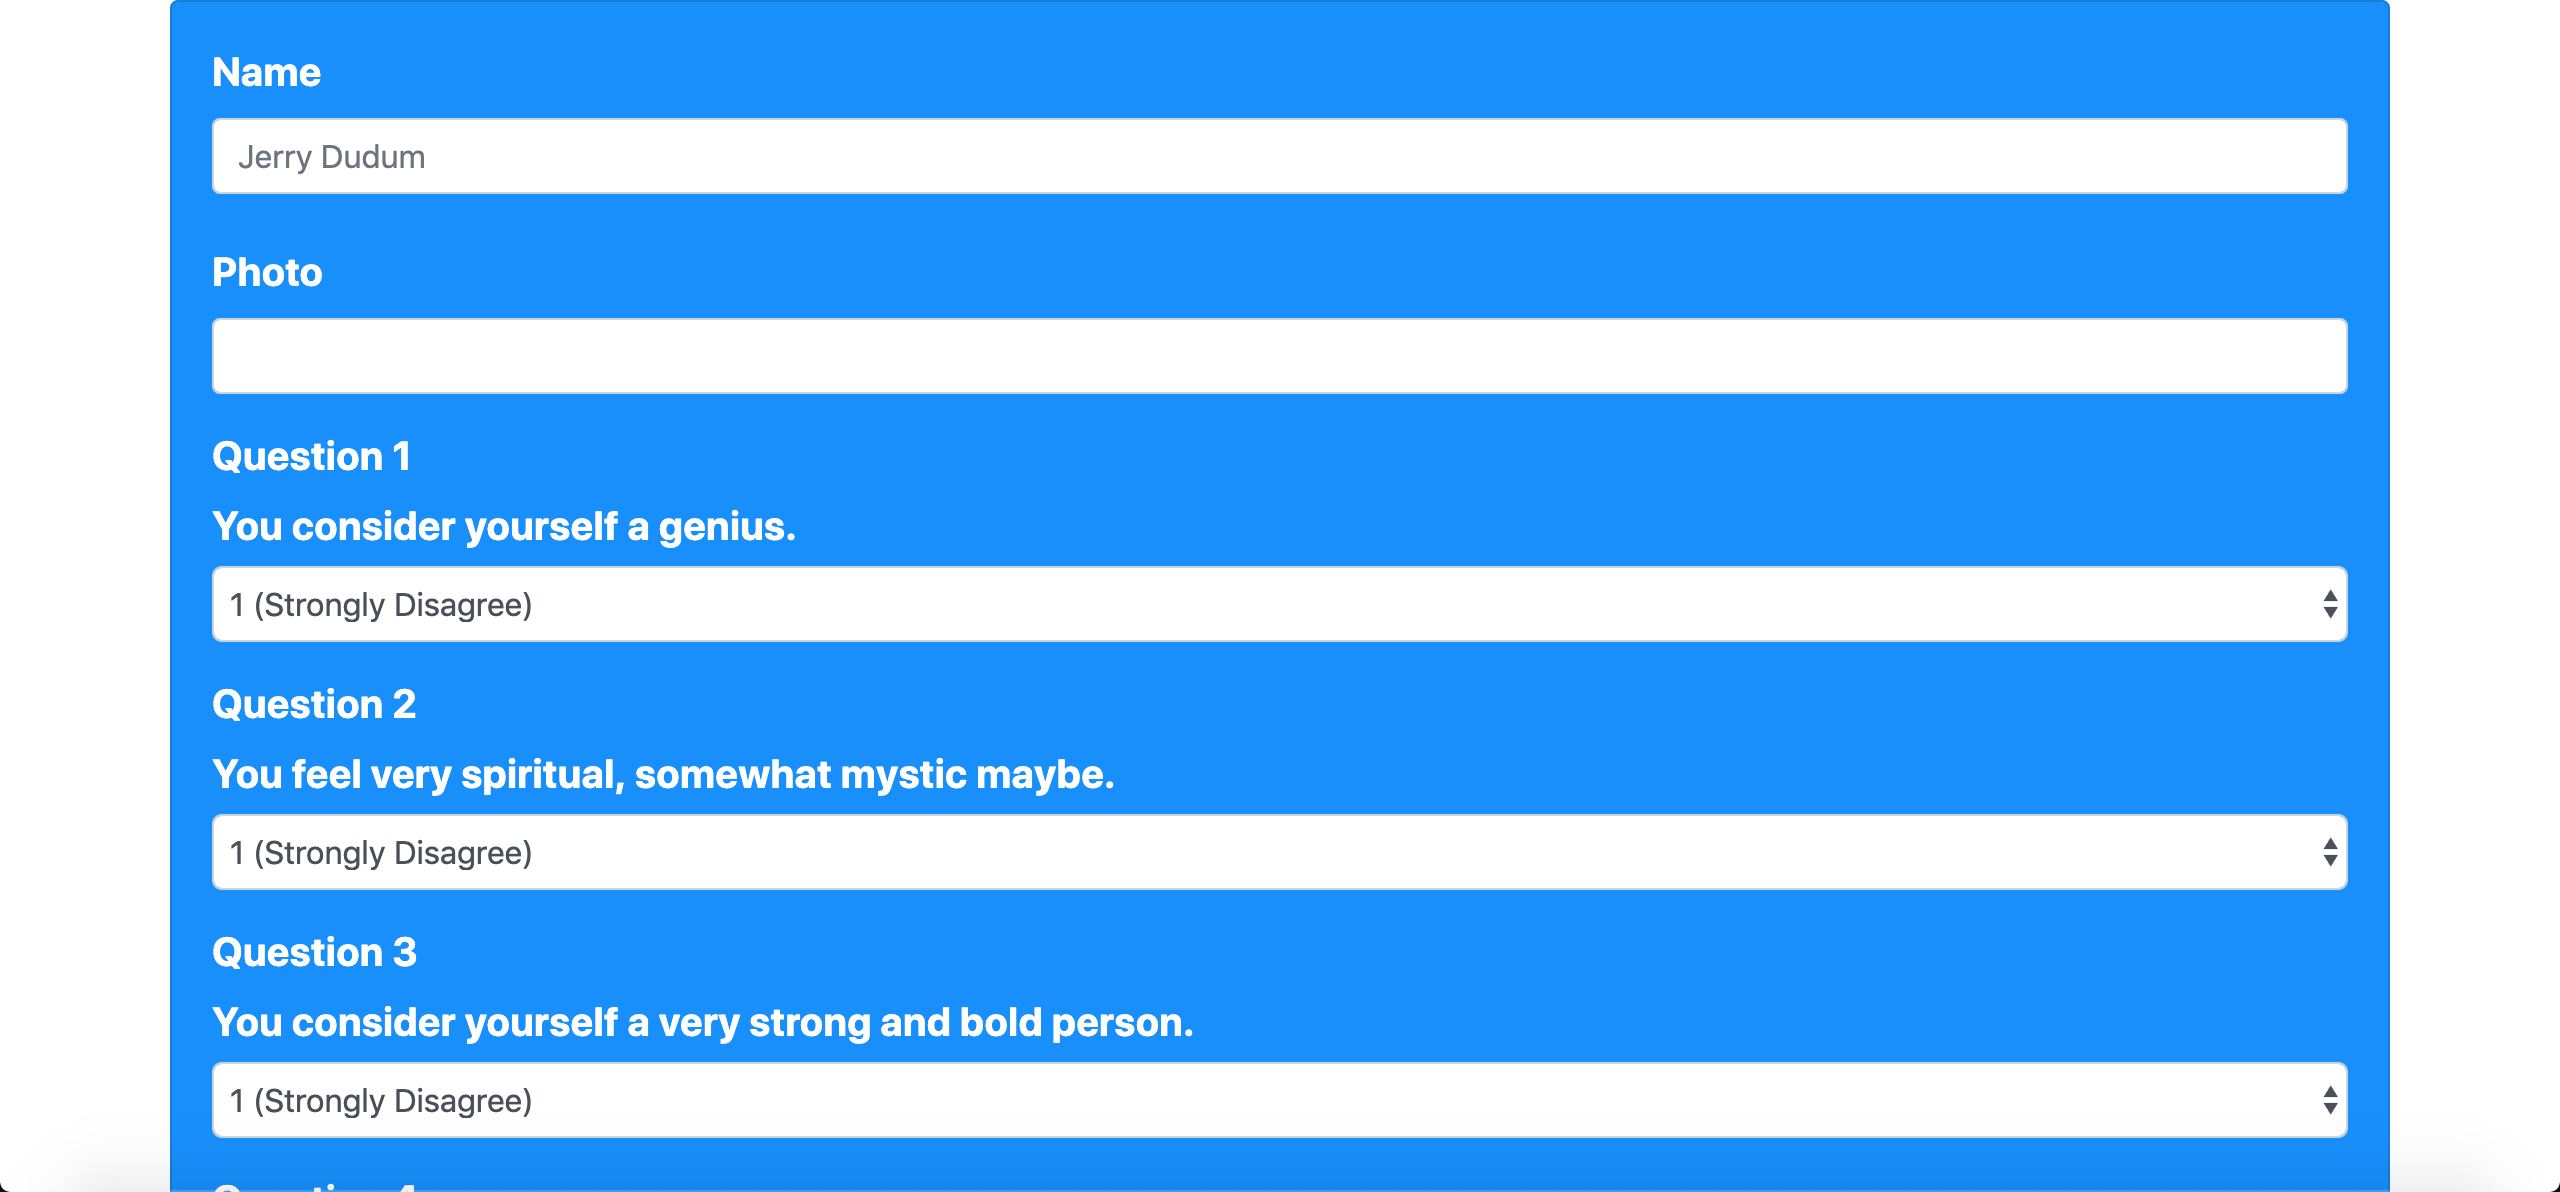 Name
Jerry Dudum
Photo
Question 1
You consider yourself a genius.
1 (Strongly Disagree)
Question 2
You feel very spiritual, somewhat mystic maybe.
1 (Strongly Disagree)
Question 3
You consider yourself a very strong and bold person.
1 (Strongly Disagree)
Question 4